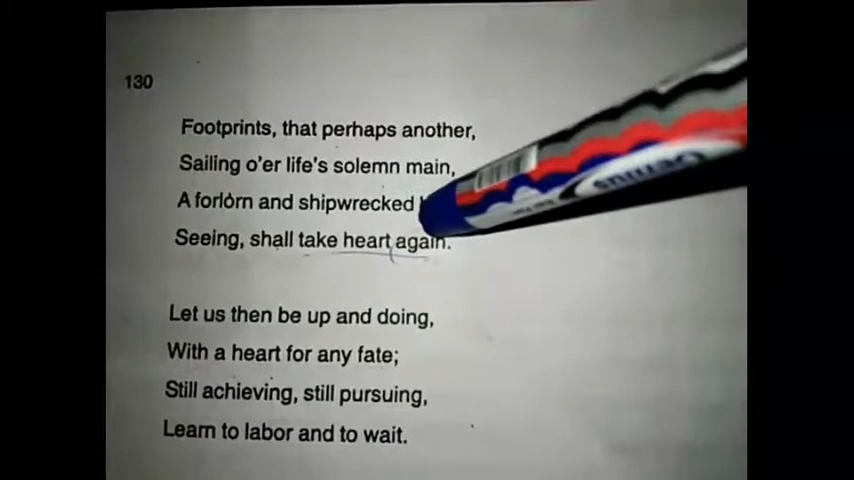 130
Footprints, that perhaps another,
Sailing o'er life's solemn main,
A forlorn and shipwrecked
Seeing, shall take heart again.
Let us then be up and doing,
With a heart for any fate;
Still achieving, still pursuing,
Learn to labor and to wait.